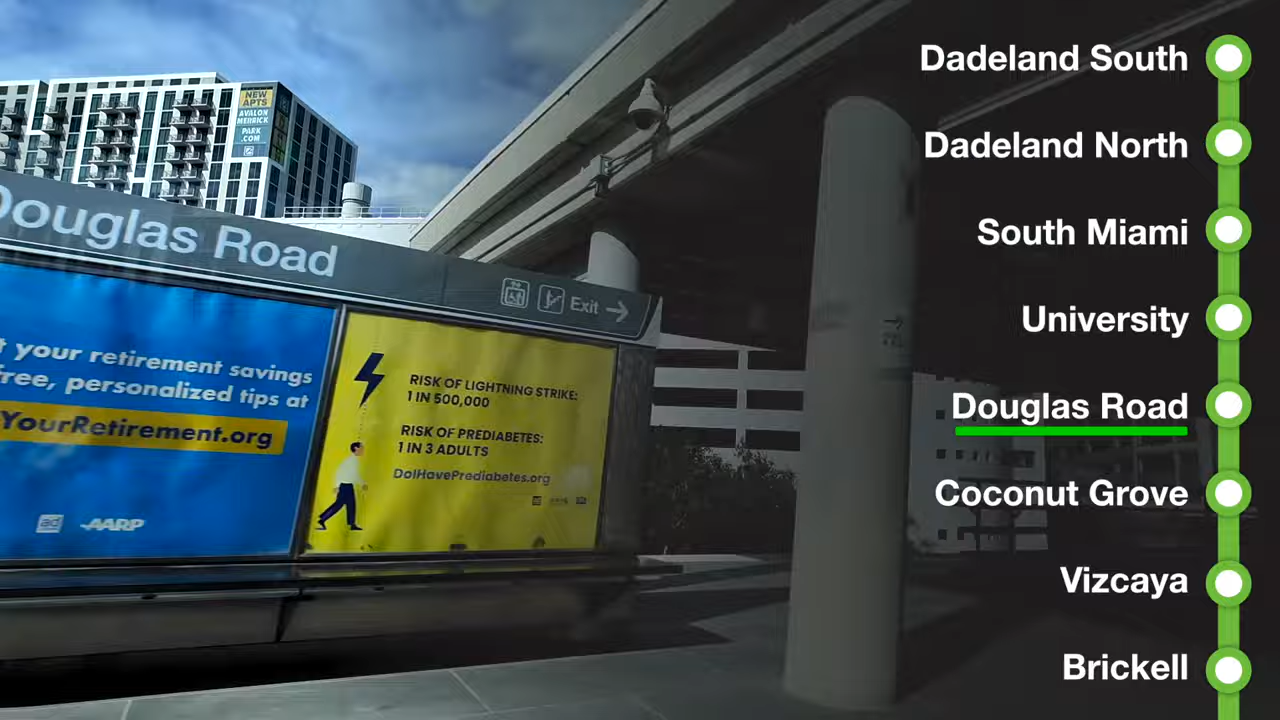 NEW
APTS
AVALON
MERRICK
PARK
.COM
Douglas Road
Exit
t your retirement savings
free, personalized tips at
YourRetirement.org
AARP
RISK OF LIGHTNING STRIKE:
1 IN 500,000
RISK OF PREDIABETES:
1 IN 3 ADULTS
DoIHavePrediabetes.org
Dadeland South
Dadeland North
South Miami
University
Douglas Road
Coconut Grove
Vizcaya
Brickell